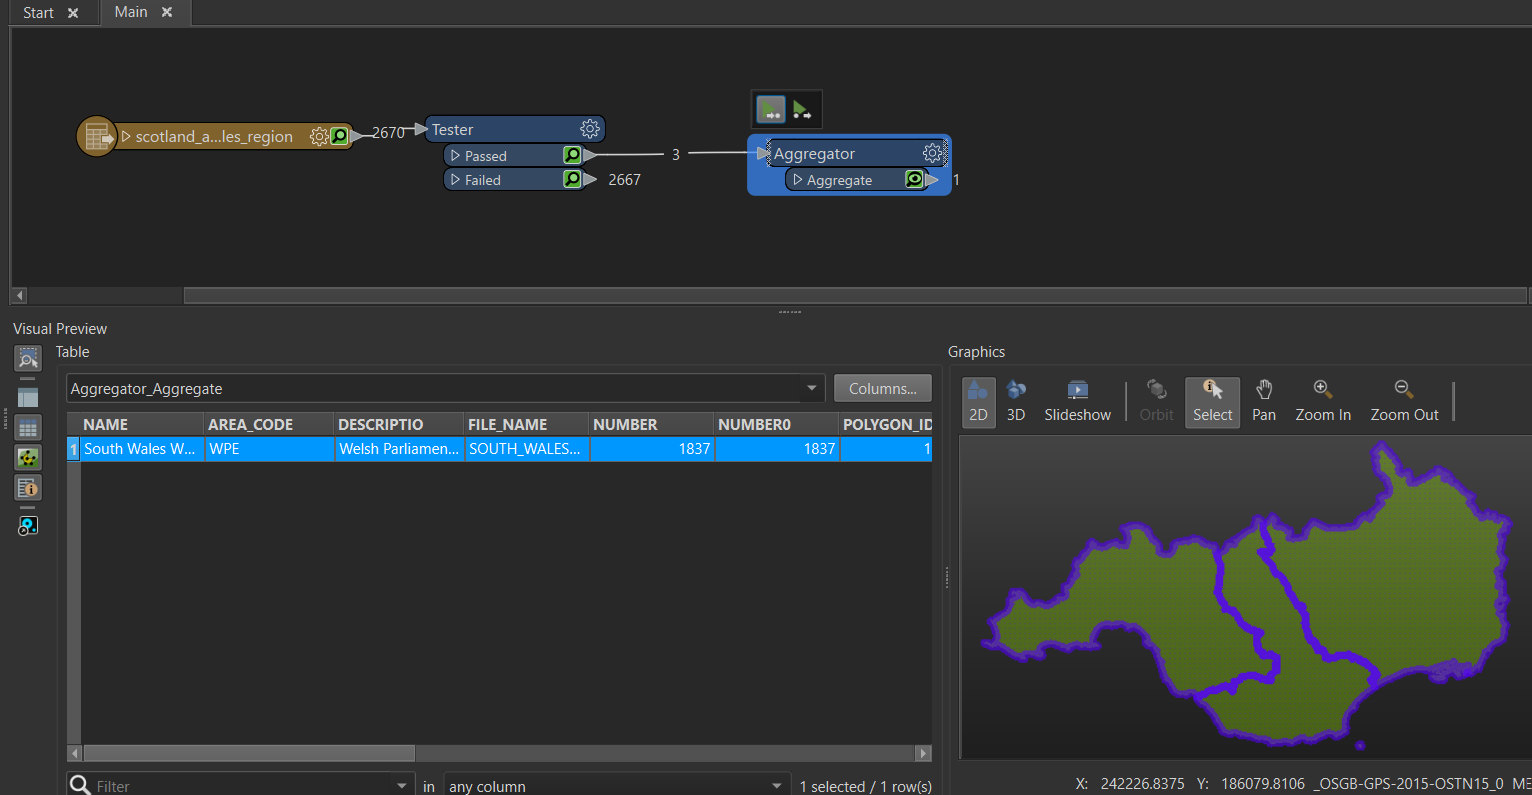 Start Main
scotland_a...les_region 2670 Tester
Passed 3 Aggregator
Failed 2667 Aggregate 1
Visual Preview
Table Graphics
Aggregator_Aggregate Columns...
2D 3D Slideshow Orbit Select Pan Zoom In Zoom Out
NAME AREA_CODE DESCRIPTIO FILE_NAME NUMBER NUMBER0 POLYGON_ID
1 South Wales W... WPE Welsh Parliamen... SOUTH_WALES... 1837 1837 1
Filter in any column 1 selected / 1 row(s)
X: 242226.8375 Y: 186079.8106 _OSGB-GPS-2015-OSTN15_0 ME